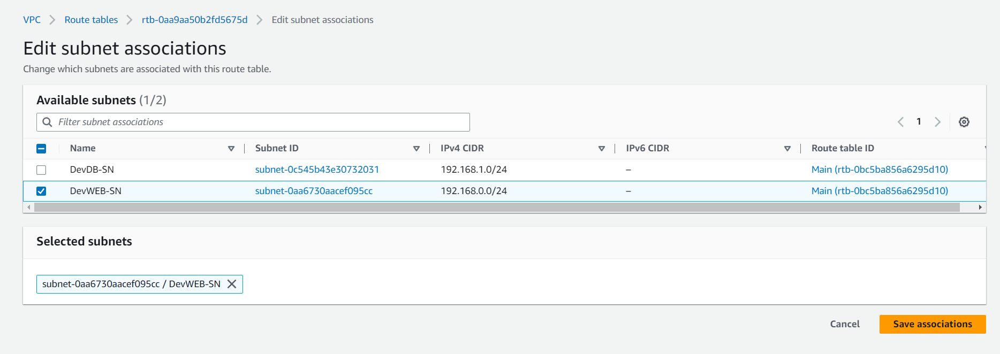 VPC Route tables rtb-0aa9aa50b2fd5675d Edit subnet associations
Edit subnet associations
Change which subnets are associated with this route table.
Available subnets (1/2)
Filter subnet associations
1
Name Subnet ID IPv4 CIDR IPv6 CIDR Route table ID
DevDB-SN subnet-0c545b43e30732031 192.168.1.0/24 – Main (rtb-0bc5ba856a6295d10)
DevWEB-SN subnet-0aa6730aacef095cc 192.168.0.0/24 – Main (rtb-0bc5ba856a6295d10)
Selected subnets
subnet-0aa6730aacef095cc / DevWEB-SN
Cancel Save associations